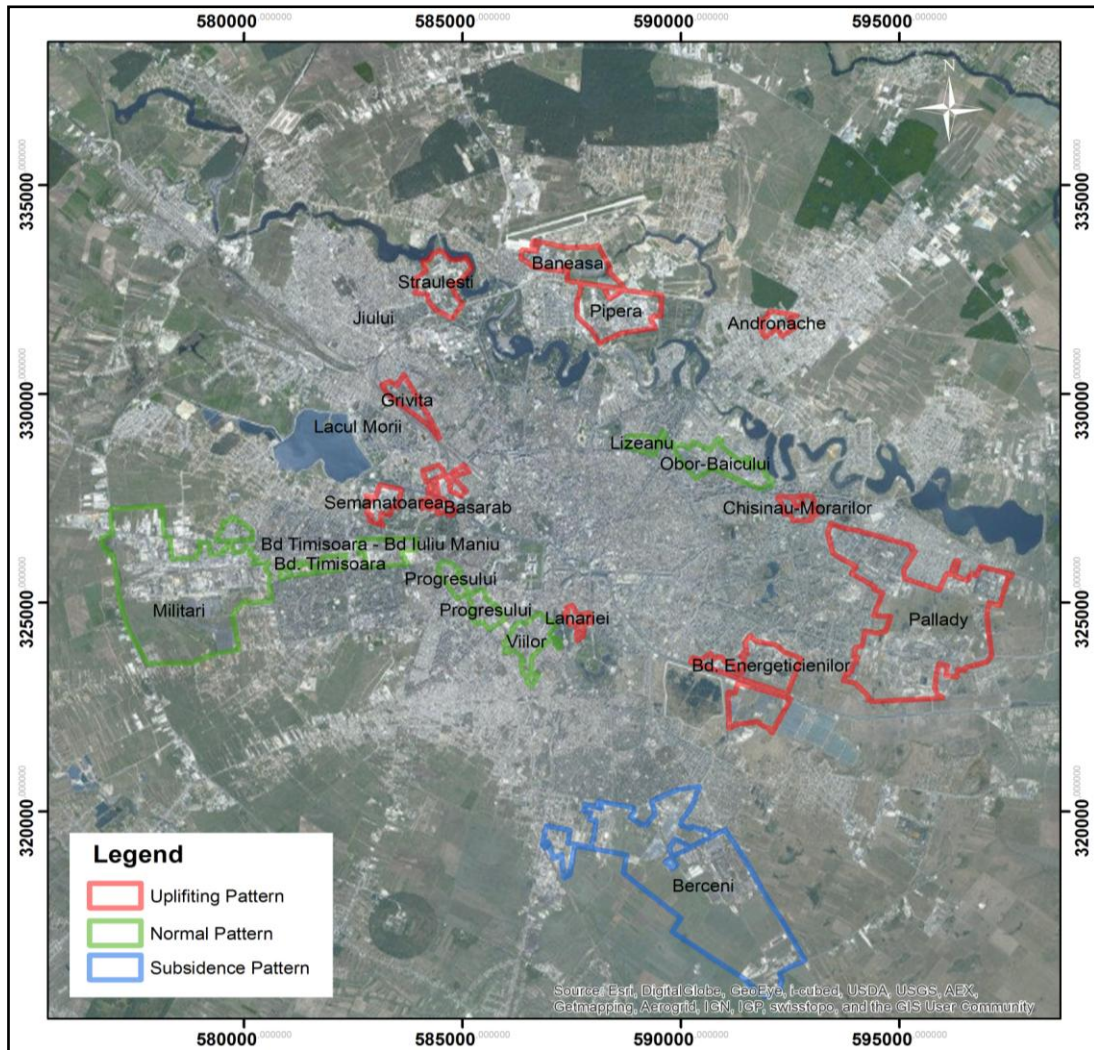 580000.000000 585000.000000 590000.000000 595000.000000
N
335000.000000
335000.000000
Baneasa
Straulesti
Pipera
Jiului
Andronache
330000.000000
330000.000000
Grivita
Lacul Morii
Lizeanu
Obor-Baicului
Semanatoarea
Basarab
Chisinau-Morarilor
Bd Timisoara - Bd Iuliu Maniu
Bd. Timisoara
Progresului
Militari
Progresului
Lanariei
Pallady
325000.000000
325000.000000
Viilor
Bd. Energeticienilor
320000.000000
320000.000000
Berceni
Legend
Uplifiting Pattern
Normal Pattern
Subsidence Pattern
Source: Esri, DigitalGlobe, GeoEye, i-cubed, USDA, USGS, AEX,
Getmapping, Aerogrid, IGN, IGP, swisstopo, and the GIS User Community
580000.000000 585000.000000 590000.000000 595000.000000